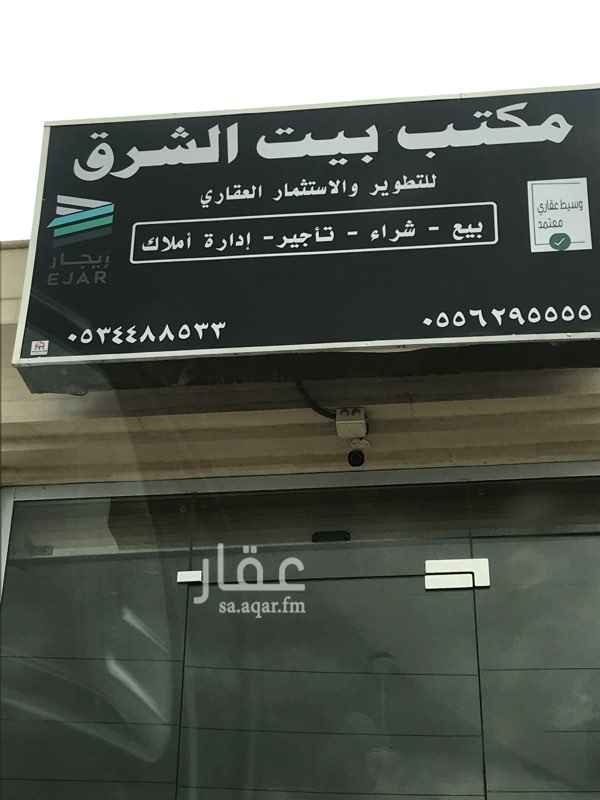 مكتب بيت الشرق
للتطوير والاستثمار العقاري
بيع - شراء - تأجير - إدارة أملاك
وسيط عقاري
معتمد
إيجار
EJAR
٠٥٥٦٢٩٥٥٥٥
٠٥٣٤٤٨٨٥٣٣
عقار
sa.aqar.fm